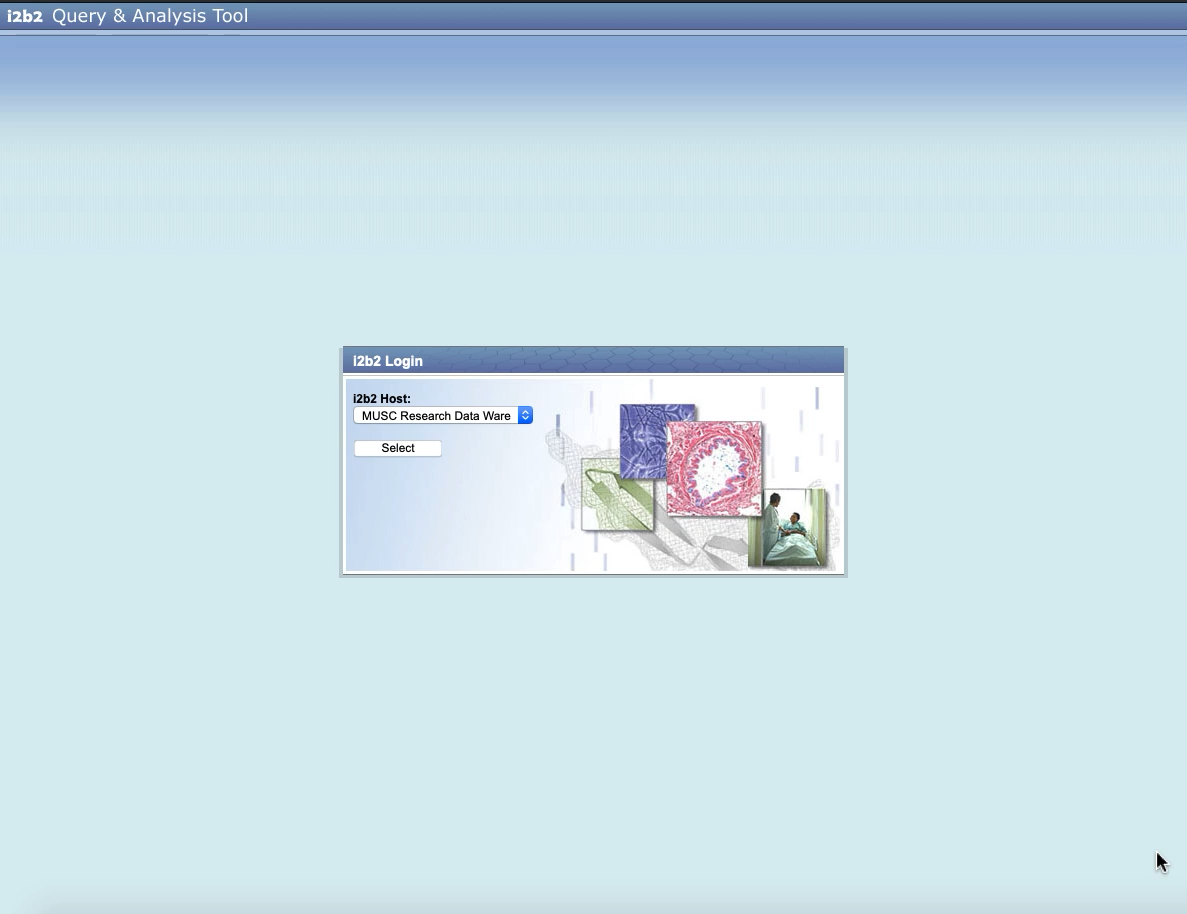 i2b2 Query & Analysis Tool
i2b2 Login
i2b2 Host:
MUSC Research Data Ware
Select